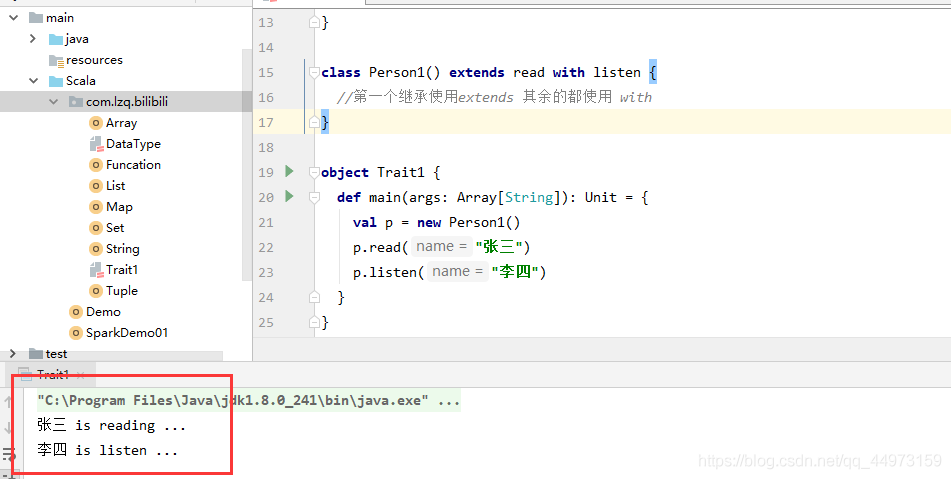 main
java
resources
Scala
com.lzq.bilibili
Array
DataType
Funcation
List
Map
Set
String
Trait1
Tuple
Demo
SparkDemo01
test
13 }
14
15 class Person1() extends read with listen {
16 //第一个继承使用extends 其余的都使用 with
17 }
18
19 object Trait1 {
20 def main(args: Array[String]): Unit = {
21 val p = new Person1()
22 p.read( name = "张三")
23 p.listen( name = "李四")
24 }
25 }
Trait1 ×
"C:\Program Files\Java\jdk1.8.0_241\bin\java.exe" ...
张三 is reading ...
李四 is listen ...
https://blog.csdn.net/qq_44973159